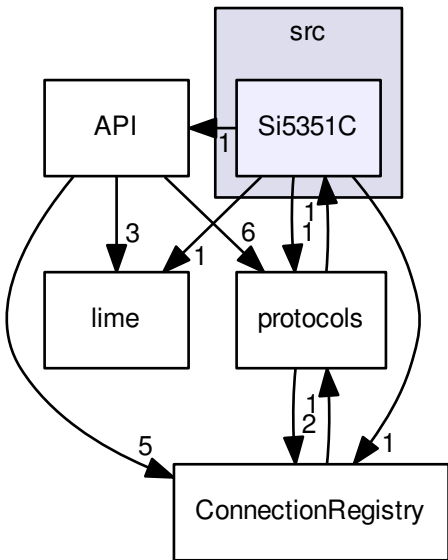 src
API
Si5351C
1
1
1
3
1
6
lime
protocols
1
2
5
1
ConnectionRegistry